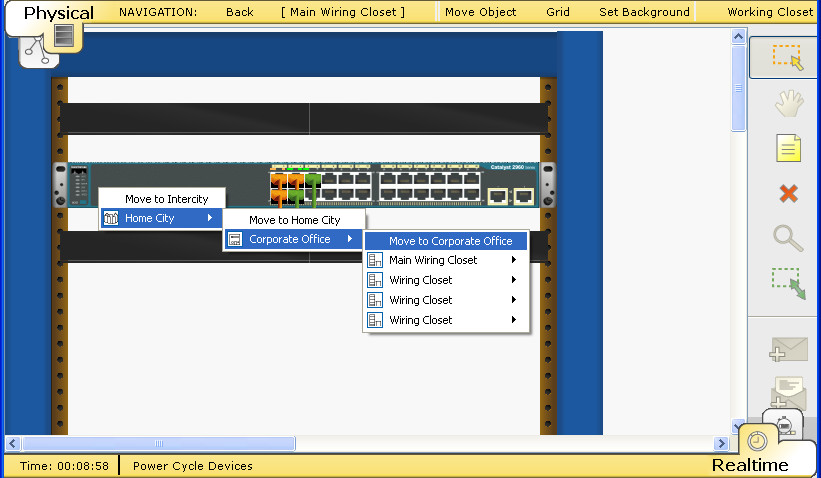 Physical NAVIGATION: Back [ Main Wiring Closet ] Move Object Grid Set Background Working Closet
Catalyst 2960
Move to Intercity
Home City
Move to Home City
Corporate Office
Move to Corporate Office
Main Wiring Closet
Wiring Closet
Wiring Closet
Wiring Closet
Time: 00:08:58 Power Cycle Devices
Realtime